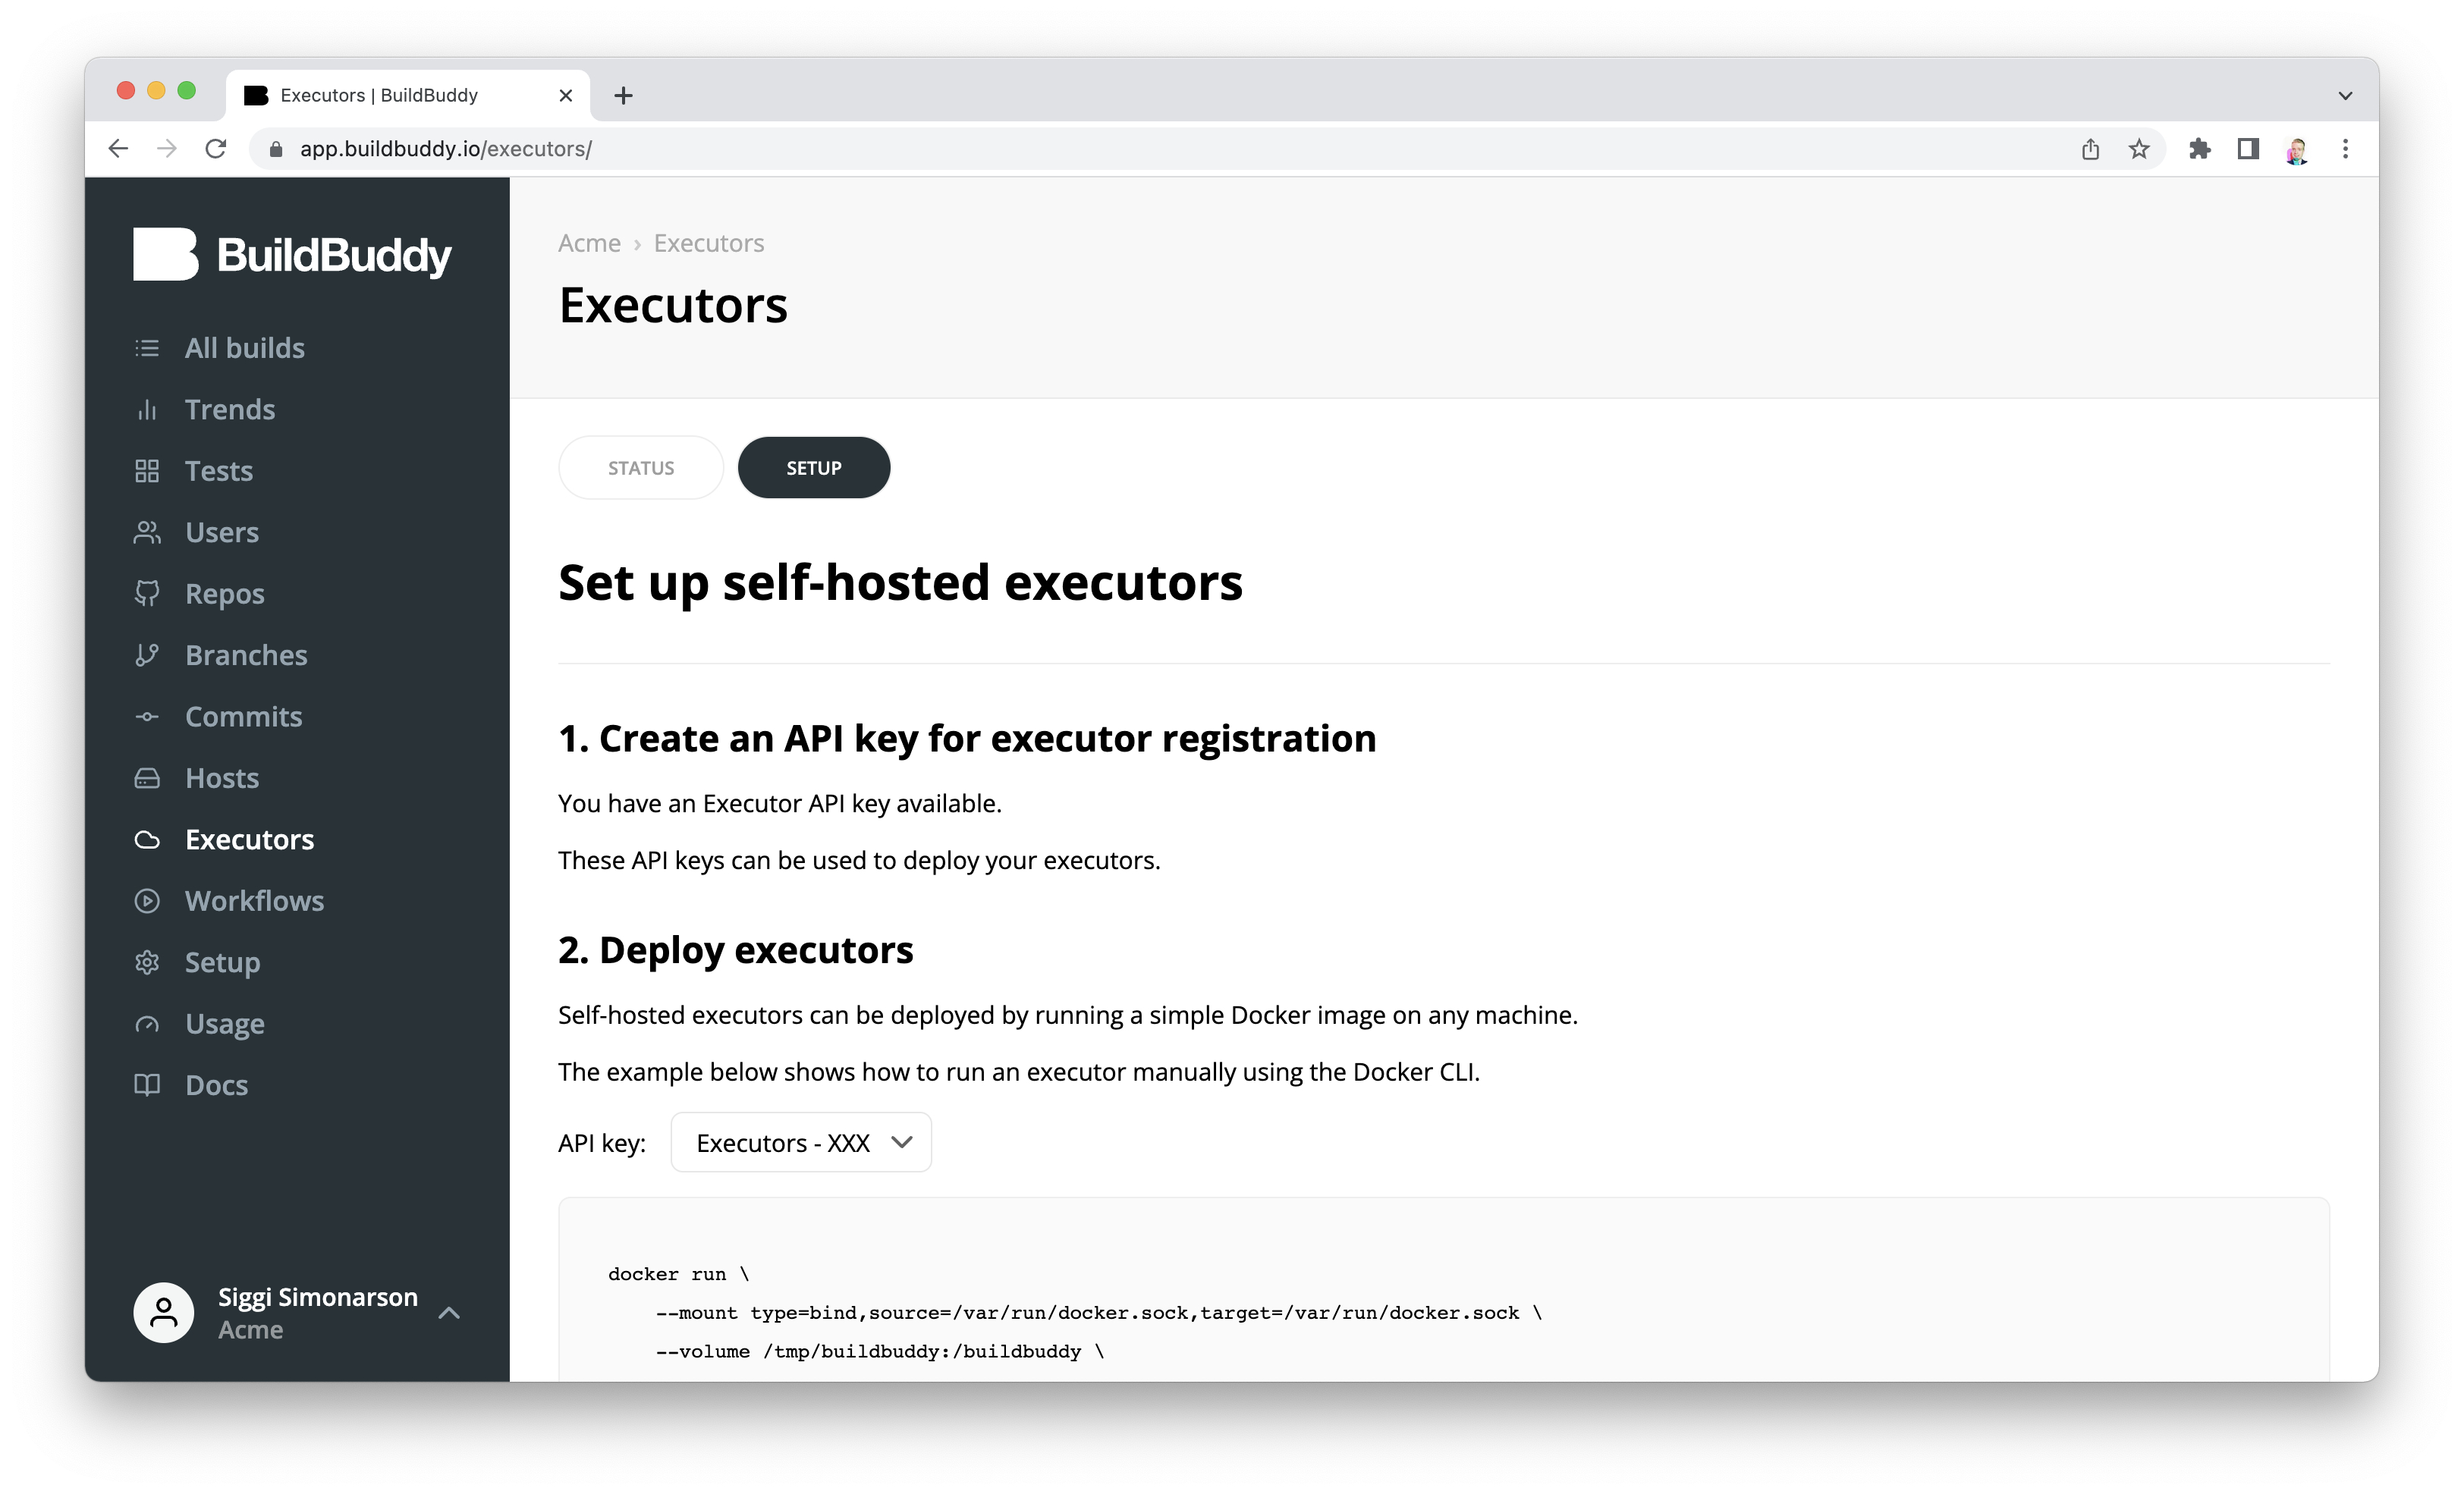 Executors | BuildBuddy
app.buildbuddy.io/executors/
BuildBuddy
All builds
Trends
Tests
Users
Repos
Branches
Commits
Hosts
Executors
Workflows
Setup
Usage
Docs
Siggi Simonarson
Acme
Acme › Executors
Executors
STATUS SETUP
Set up self-hosted executors
1. Create an API key for executor registration
You have an Executor API key available.
These API keys can be used to deploy your executors.
2. Deploy executors
Self-hosted executors can be deployed by running a simple Docker image on any machine.
The example below shows how to run an executor manually using the Docker CLI.
API key: Executors - XXX
docker run \
--mount type=bind,source=/var/run/docker.sock,target=/var/run/docker.sock \
--volume /tmp/buildbuddy:/buildbuddy \